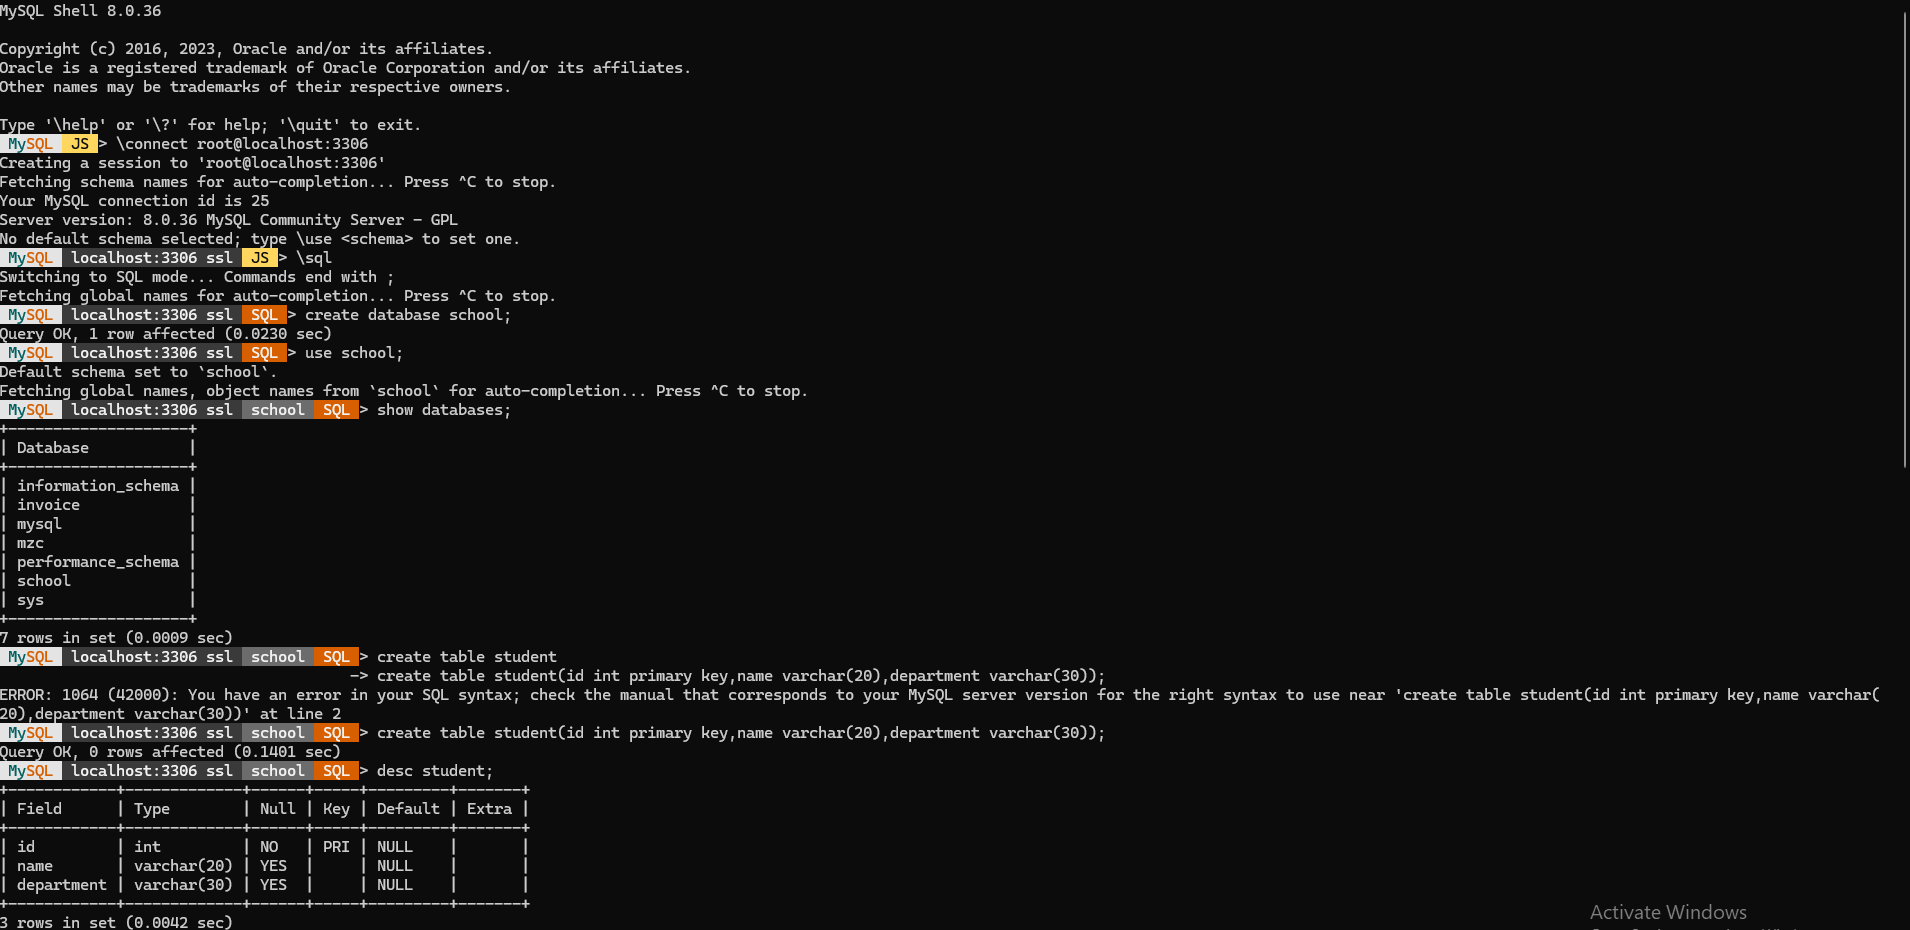 MySQL Shell 8.0.36
Copyright (c) 2016, 2023, Oracle and/or its affiliates.
Oracle is a registered trademark of Oracle Corporation and/or its affiliates.
Other names may be trademarks of their respective owners.
Type '\help' or '\?' for help; '\quit' to exit.
MySQL JS > \connect root@localhost:3306
Creating a session to 'root@localhost:3306'
Fetching schema names for auto-completion... Press ^C to stop.
Your MySQL connection id is 25
Server version: 8.0.36 MySQL Community Server - GPL
No default schema selected; type \use <schema> to set one.
MySQL localhost:3306 ssl JS > \sql
Switching to SQL mode... Commands end with ;
Fetching global names for auto-completion... Press ^C to stop.
MySQL localhost:3306 ssl SQL > create database school;
Query OK, 1 row affected (0.0230 sec)
MySQL localhost:3306 ssl SQL > use school;
Default schema set to `school`.
Fetching global names, object names from `school` for auto-completion... Press ^C to stop.
MySQL localhost:3306 ssl school SQL > show databases;
+--------------------+
| Database           |
+--------------------+
| information_schema |
| invoice            |
| mysql              |
| mzc                |
| performance_schema |
| school             |
| sys                |
+--------------------+
7 rows in set (0.0009 sec)
MySQL localhost:3306 ssl school SQL > create table student
-> create table student(id int primary key,name varchar(20),department varchar(30));
ERROR: 1064 (42000): You have an error in your SQL syntax; check the manual that corresponds to your MySQL server version for the right syntax to use near 'create table student(id int primary key,name varchar(
20),department varchar(30))' at line 2
MySQL localhost:3306 ssl school SQL > create table student(id int primary key,name varchar(20),department varchar(30));
Query OK, 0 rows affected (0.1401 sec)
MySQL localhost:3306 ssl school SQL > desc student;
+------------+-------------+------+-----+---------+-------+
| Field      | Type        | Null | Key | Default | Extra |
+------------+-------------+------+-----+---------+-------+
| id         | int         | NO   | PRI | NULL    |       |
| name       | varchar(20) | YES  |     | NULL    |       |
| department | varchar(30) | YES  |     | NULL    |       |
+------------+-------------+------+-----+---------+-------+
3 rows in set (0.0042 sec)
Activate Windows